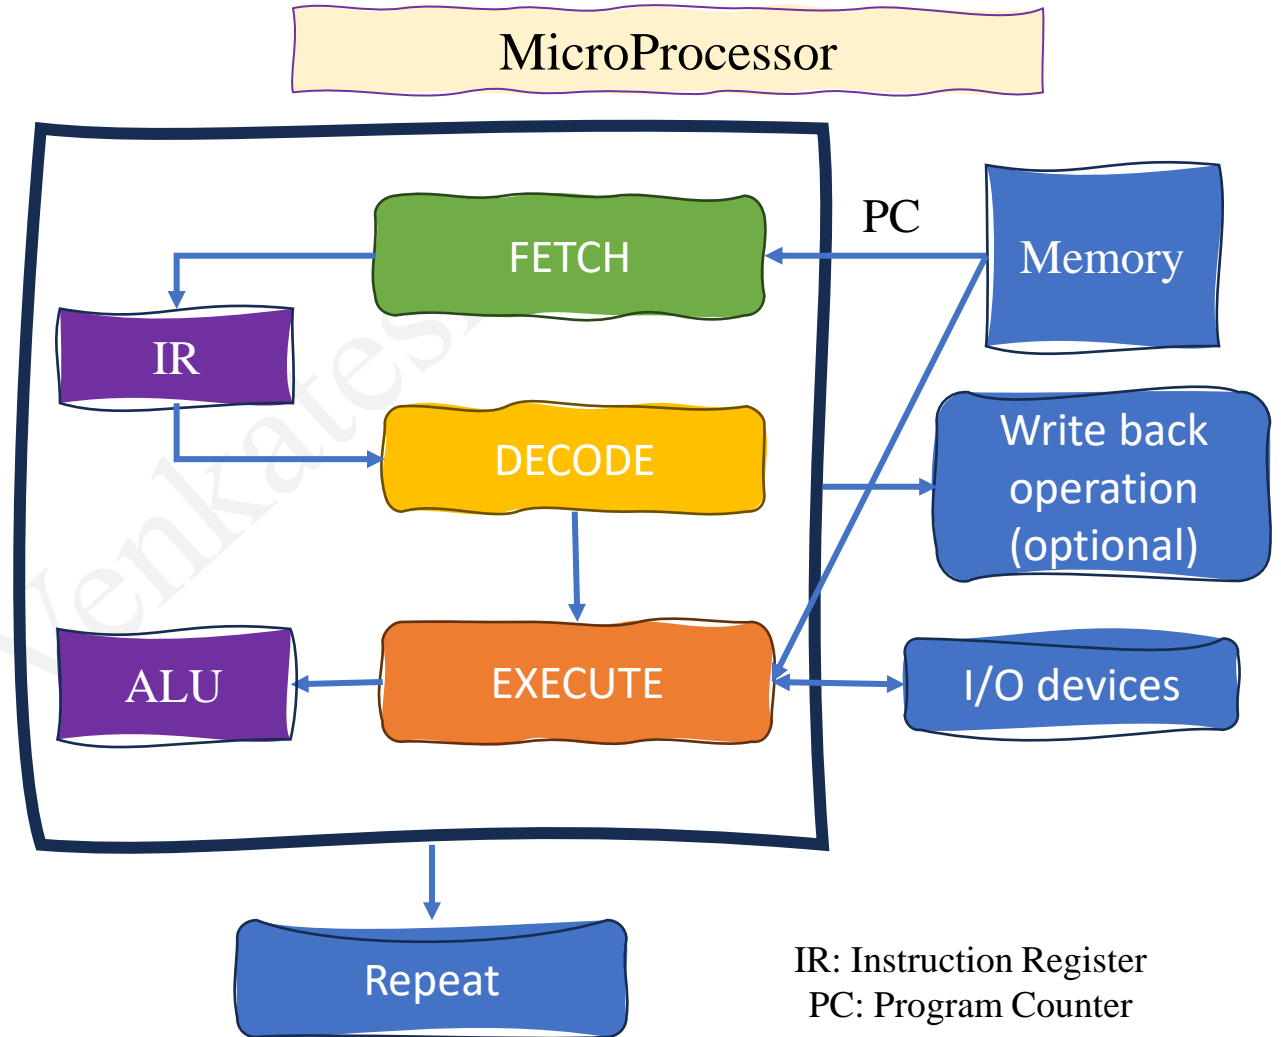 MicroProcessor
FETCH
PC
Memory
IR
DECODE
Write back
operation
(optional)
ALU
EXECUTE
I/O devices
Repeat
IR: Instruction Register
PC: Program Counter